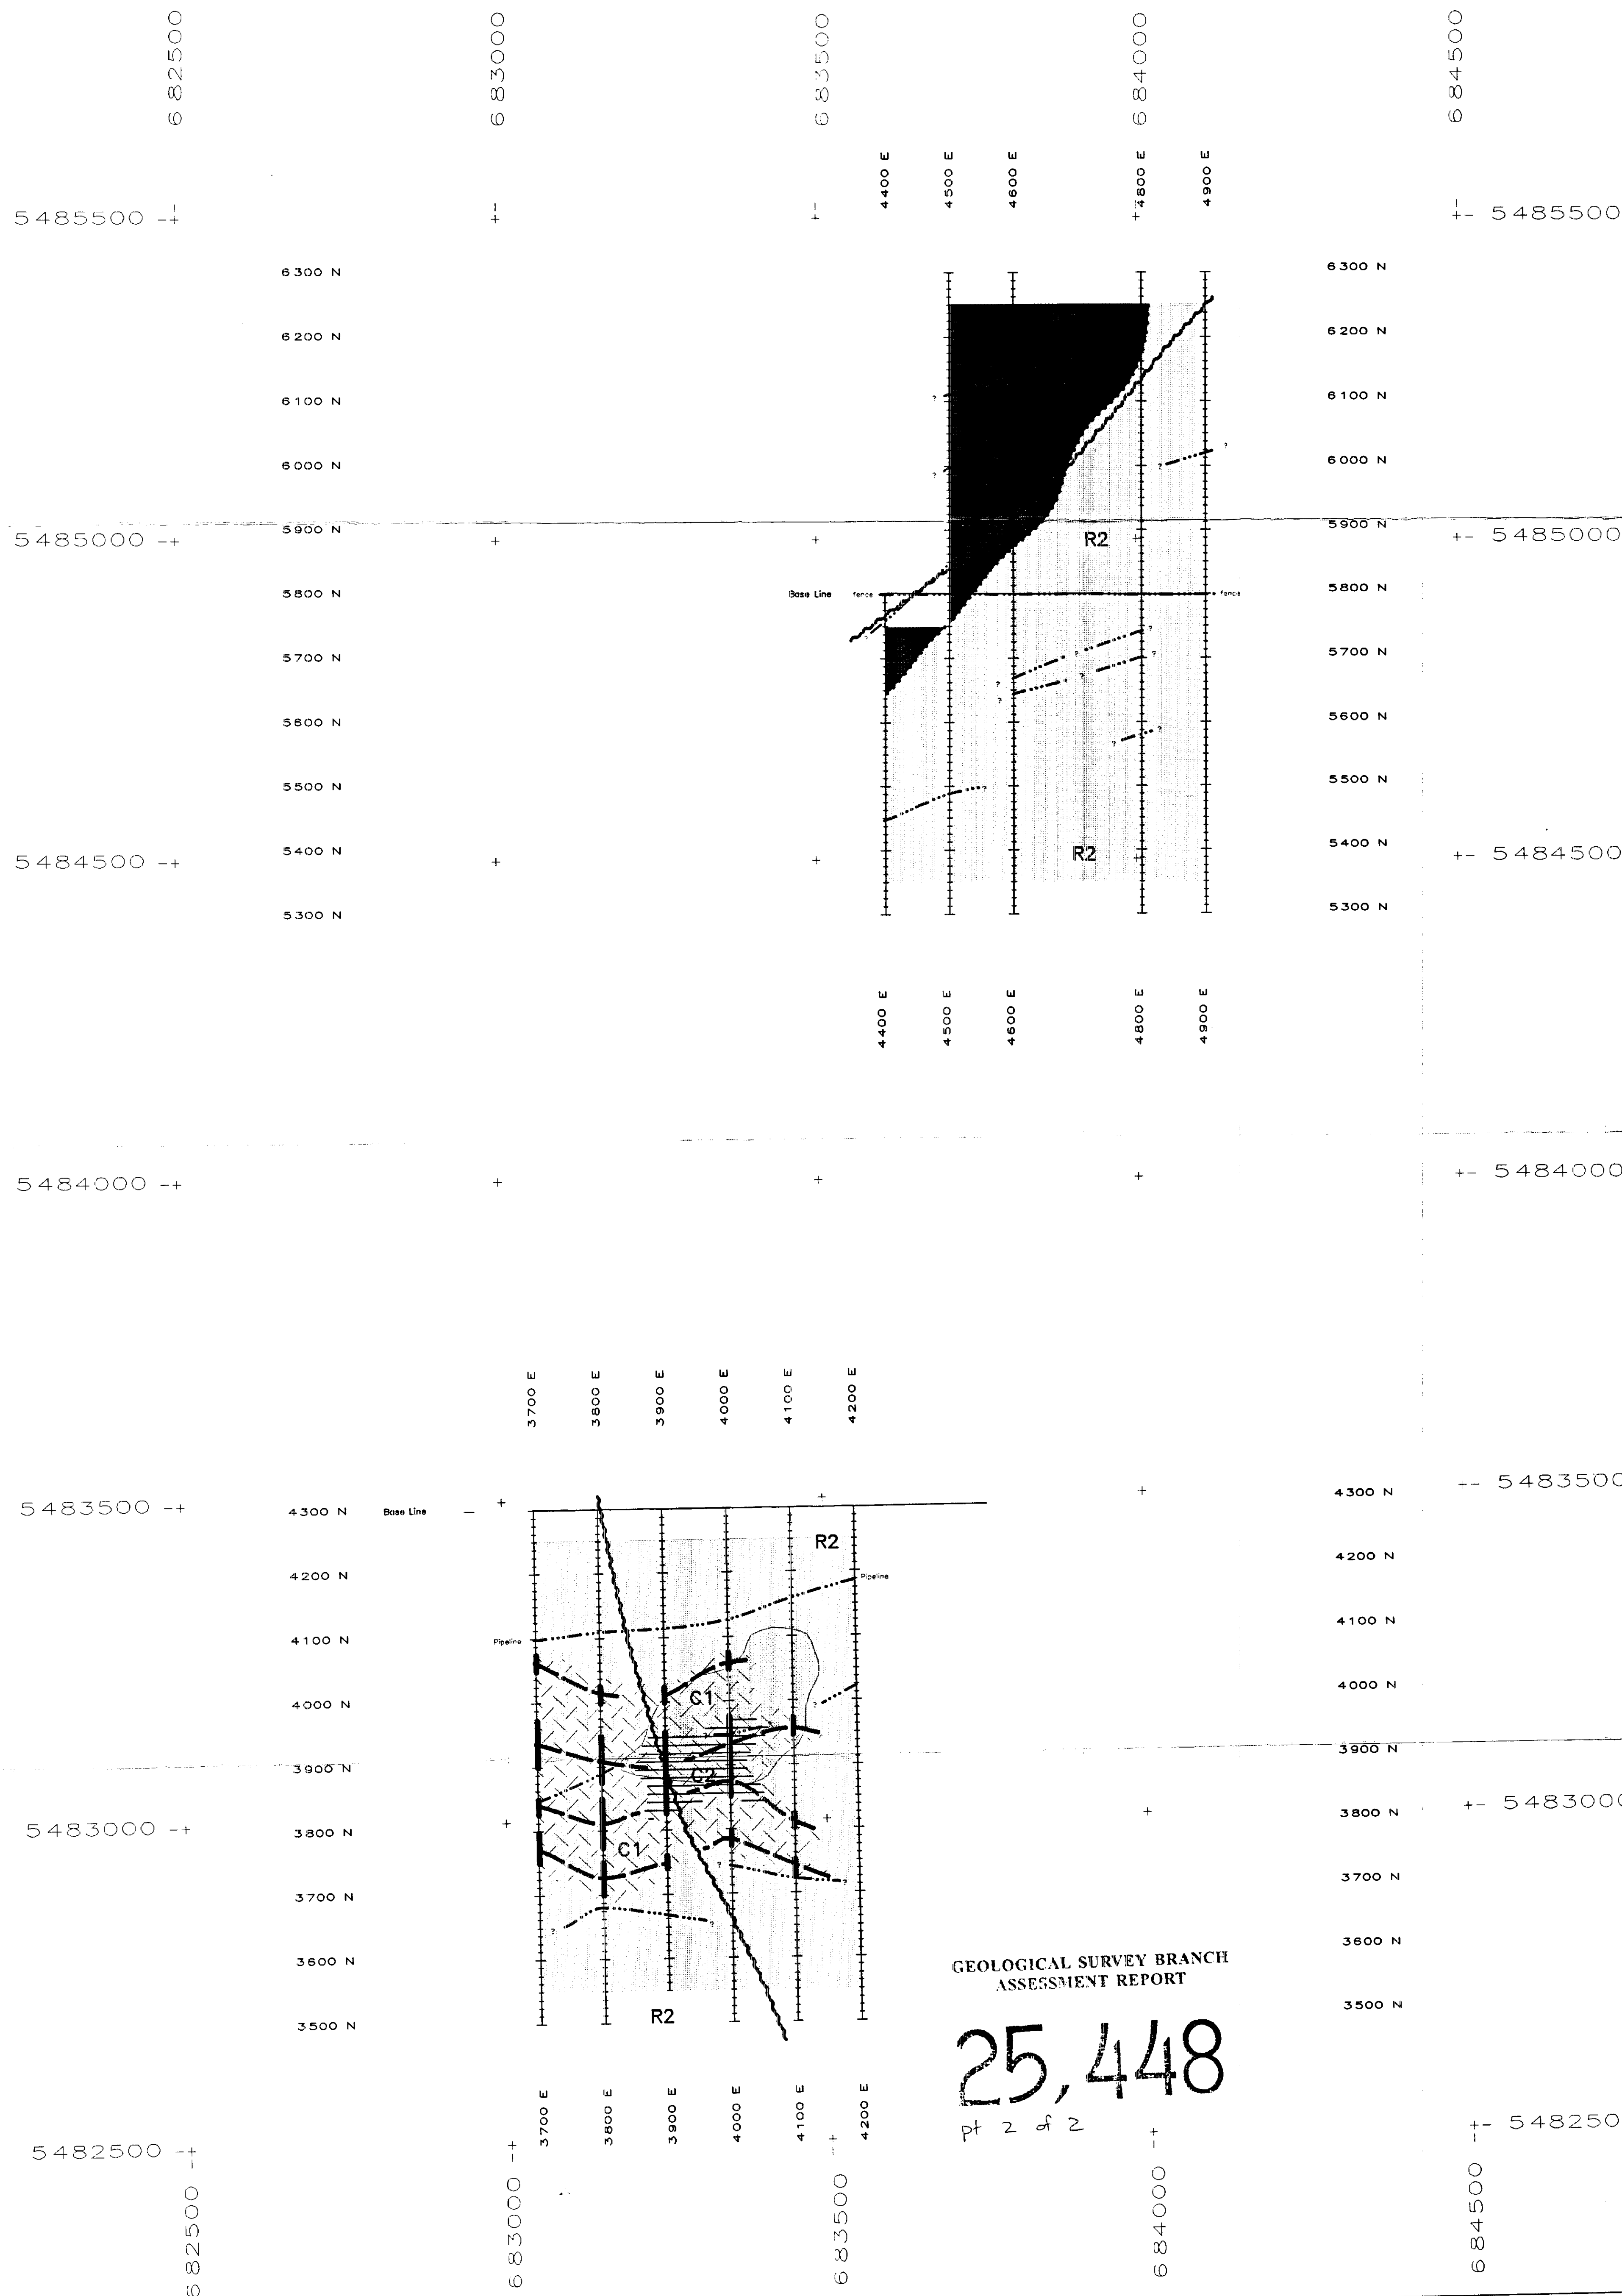 682500 683000 683500 684000 684500
4400 E 4500 E 4600 E 4800 E 4900 E
5485500 5485500
6300 N 6300 N
6200 N 6200 N
6100 N ? 6100 N
6000 N ? ? ? 6000 N
5900 N 5900 N
5485000 R2 5485000
5800 N Base Line fence fence 5800 N
5700 N ? ? ? ? 5700 N
? ?
5600 N ? ? 5600 N
5500 N ? 5500 N
5400 N R2 5400 N
5484500 5484500
5300 N 5300 N
4400 E 4500 E 4600 E 4800 E 4900 E
5484000 5484000
3700 E 3800 E 3900 E 4000 E 4100 E 4200 E
5483500 5483500
4300 N Base Line 4300 N
R2
4200 N Pipeline 4200 N
4100 N Pipeline 4100 N
4000 N C1 ? 4000 N
3900 N C2 3900 N
5483000 5483000
3800 N C1 3800 N
? ?
3700 N 3700 N
? ?
3600 N 3600 N
3500 N R2 3500 N
GEOLOGICAL SURVEY BRANCH
ASSESSMENT REPORT
25,448
pt 2 of 2
3700 E 3800 E 3900 E 4000 E 4100 E 4200 E
5482500 548250
682500 683000 683500 684000 684500